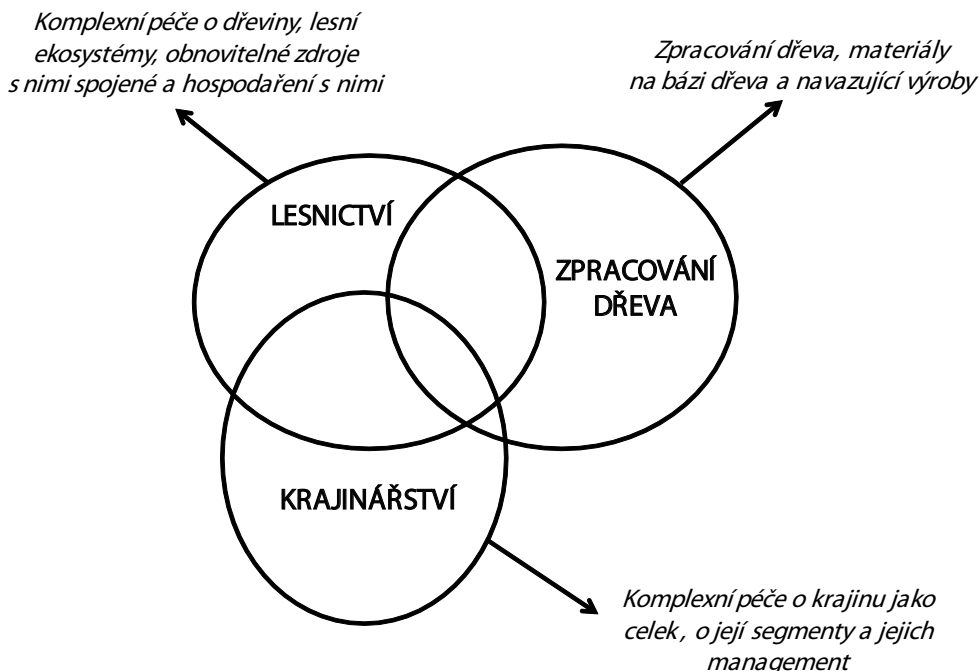 Komplexní péče o dřeviny, lesní
ekosystémy, obnovitelné zdroje
s nimi spojené a hospodaření s nimi
Zpracování dřeva, materiály
na bázi dřeva a navazující výroby
LESNICTVÍ
ZPRACOVÁNÍ
DŘEVA
KRAJINÁŘSTVÍ
Komplexní péče o krajinu jako
celek, o její segmenty a jejich
management